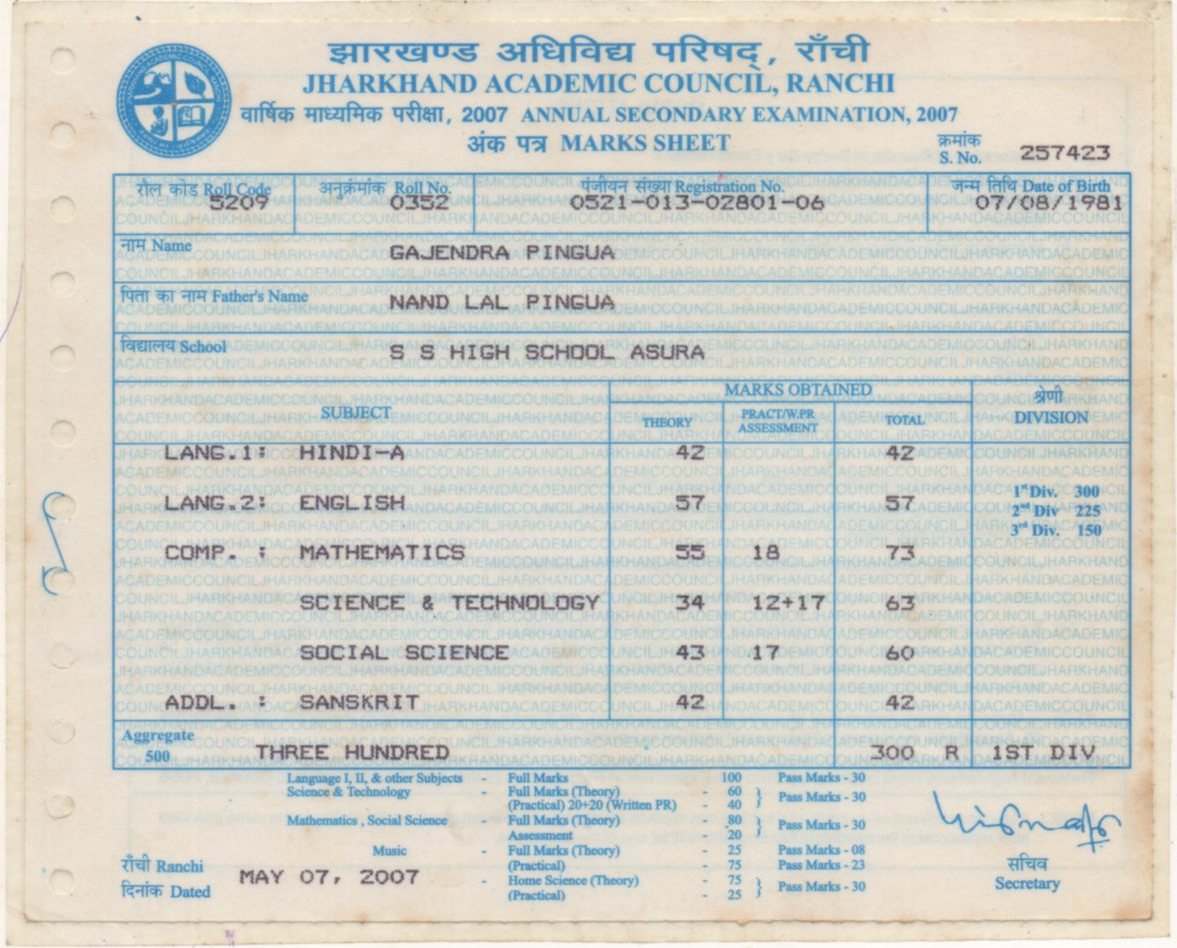 झारखण्ड अधिविद्य परिषद्, राँची
JHARKHAND ACADEMIC COUNCIL, RANCHI
वार्षिक माध्यमिक परीक्षा, 2007 ANNUAL SECONDARY EXAMINATION, 2007
अंक पत्र MARKS SHEET
क्रमांक
S. No. 257423
रौल कोड Roll Code अनुक्रमांक Roll No. पंजीयन संख्या Registration No. जन्म तिथि Date of Birth
5209 0352 0521-013-02801-06 07/08/1981
नाम Name GAJENDRA PINGUA
पिता का नाम Father's Name NAND LAL PINGUA
विद्यालय School S S HIGH SCHOOL ASURA
MARKS OBTAINED श्रेणी
SUBJECT THEORY PRACT/W.PR ASSESSMENT TOTAL DIVISION
LANG.1: HINDI-A 42 42
LANG.2: ENGLISH 57 57
1st Div. 300
2nd Div 225
3rd Div. 150
COMP. : MATHEMATICS 55 18 73
SCIENCE & TECHNOLOGY 34 12+17 63
SOCIAL SCIENCE 43 17 60
ADDL. : SANSKRIT 42 42
Aggregate
500 THREE HUNDRED 300 R 1ST DIV
Language I, II, & other Subjects - Full Marks 100 Pass Marks - 30
Science & Technology - Full Marks (Theory) - 60 } Pass Marks - 30
(Practical) 20+20 (Written PR) - 40
Mathematics , Social Science - Full Marks (Theory) - 80 } Pass Marks - 30
Assessment 20
Music - Full Marks (Theory) - 25 Pass Marks - 08
(Practical) - 75 Pass Marks - 23
- Home Science (Theory) - 75 } Pass Marks - 30
(Practical) - 25
राँची Ranchi
दिनांक Dated MAY 07, 2007
सचिव
Secretary